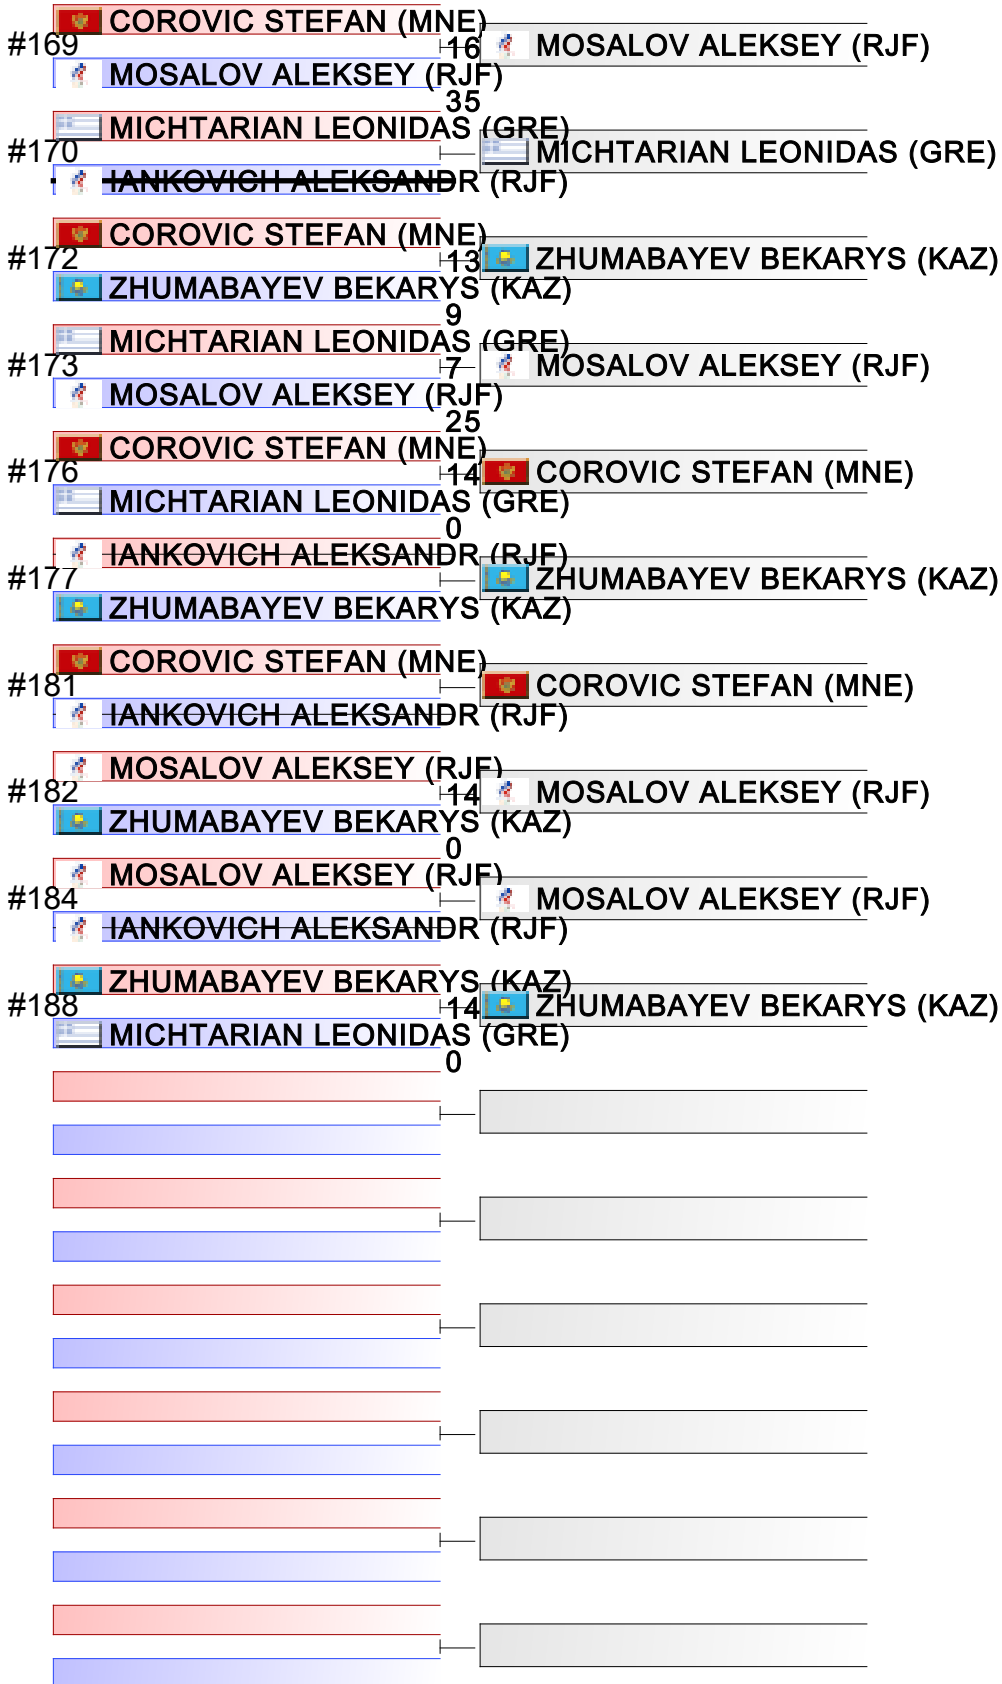 COROVIC STEFAN (MNE)
#169
16
MOSALOV ALEKSEY (RJF)
MOSALOV ALEKSEY (RJF)
35
MICHTARIAN LEONIDAS (GRE)
#170
MICHTARIAN LEONIDAS (GRE)
IANKOVICH ALEKSANDR (RJF)
COROVIC STEFAN (MNE)
#172
13
ZHUMABAYEV BEKARYS (KAZ)
ZHUMABAYEV BEKARYS (KAZ)
9
MICHTARIAN LEONIDAS (GRE)
#173
7
MOSALOV ALEKSEY (RJF)
MOSALOV ALEKSEY (RJF)
25
COROVIC STEFAN (MNE)
#176
14
COROVIC STEFAN (MNE)
MICHTARIAN LEONIDAS (GRE)
0
IANKOVICH ALEKSANDR (RJF)
#177
ZHUMABAYEV BEKARYS (KAZ)
ZHUMABAYEV BEKARYS (KAZ)
COROVIC STEFAN (MNE)
#181
COROVIC STEFAN (MNE)
IANKOVICH ALEKSANDR (RJF)
MOSALOV ALEKSEY (RJF)
#182
14
MOSALOV ALEKSEY (RJF)
ZHUMABAYEV BEKARYS (KAZ)
0
MOSALOV ALEKSEY (RJF)
#184
MOSALOV ALEKSEY (RJF)
IANKOVICH ALEKSANDR (RJF)
ZHUMABAYEV BEKARYS (KAZ)
#188
14
ZHUMABAYEV BEKARYS (KAZ)
MICHTARIAN LEONIDAS (GRE)
0